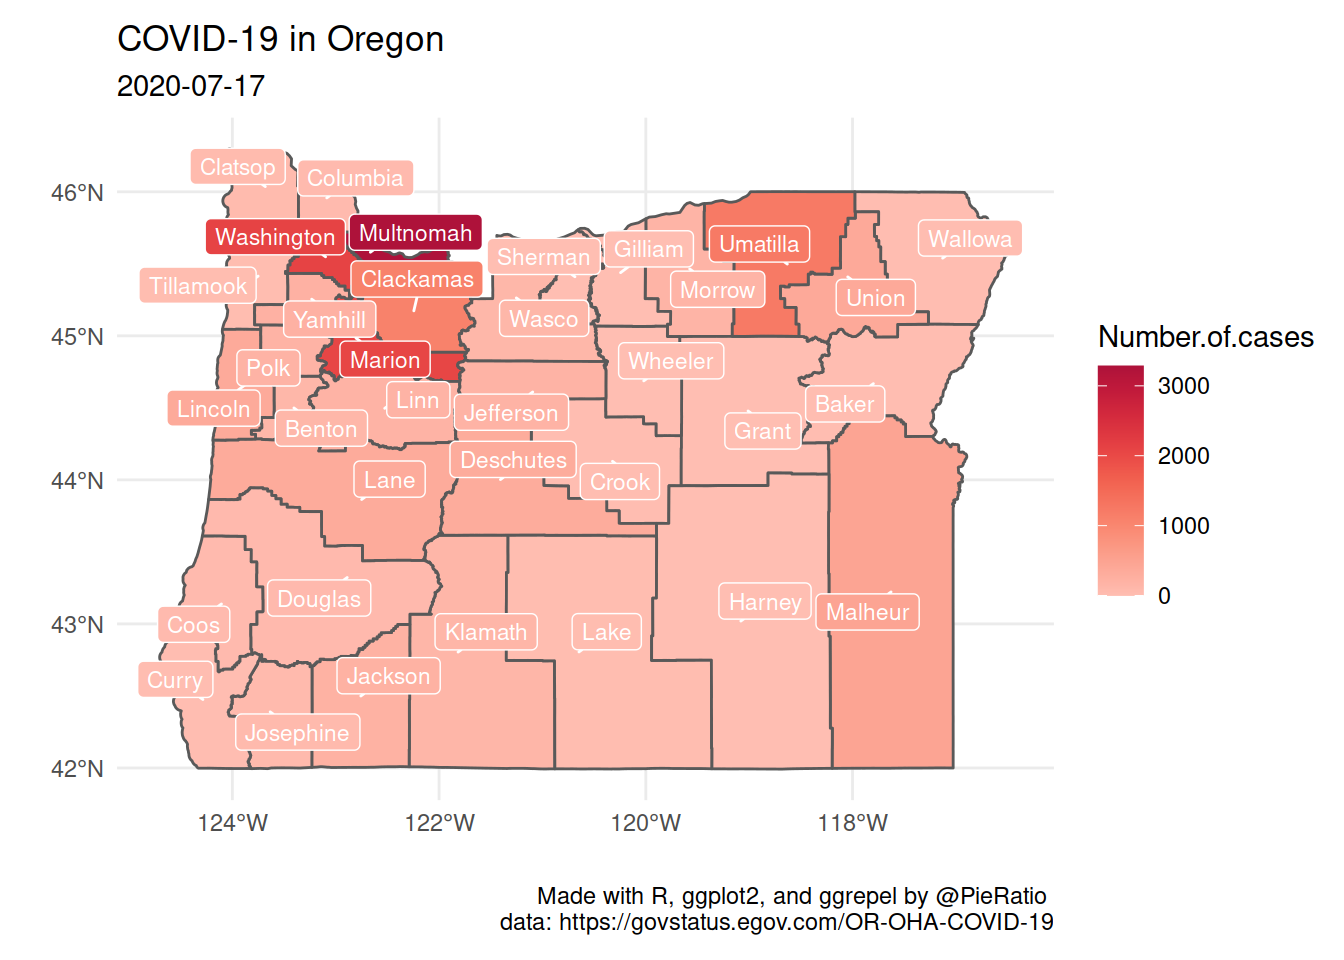 COVID-19 in Oregon
2020-07-17
46°N
45°N
44°N
43°N
42°N
Clatsop
Columbia
Washington
Multnomah
Tillamook
Clackamas
Yamhill
Marion
Polk
Lincoln
Linn
Benton
Lane
Sherman
Gilliam
Umatilla
Wallowa
Morrow
Union
Wasco
Wheeler
Jefferson
Baker
Grant
Deschutes
Crook
Douglas
Coos
Klamath
Lake
Harney
Malheur
Curry
Jackson
Josephine
124°W
122°W
120°W
118°W
Number.of.cases
3000
2000
1000
0
Made with R, ggplot2, and ggrepel by @PieRatio
data: https://govstatus.egov.com/OR-OHA-COVID-19